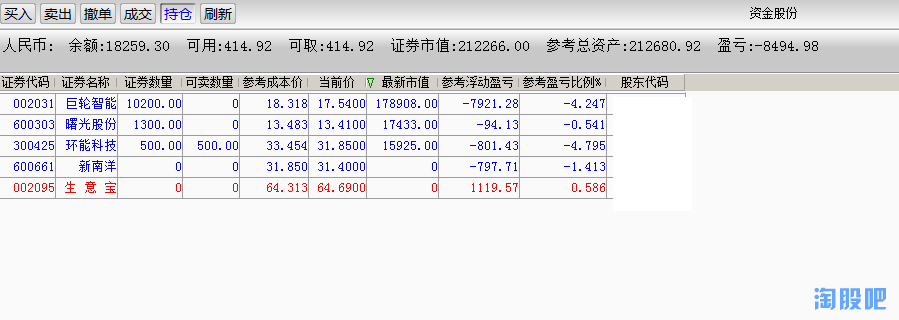 买入 卖出 撤单 成交 持仓 刷新 资金股份
人民币: 余额:18259.30 可用:414.92 可取:414.92 证券市值:212266.00 参考总资产:212680.92 盈亏:-8494.98
证券代码 证券名称 证券数量 可卖数量 参考成本价 当前价 最新市值 参考浮动盈亏 参考盈亏比例% 股东代码
002031 巨轮智能 10200.00 0 18.318 17.5400 178908.00 -7921.28 -4.247
600303 曙光股份 1300.00 0 13.483 13.4100 17433.00 -94.13 -0.541
300425 环能科技 500.00 500.00 33.454 31.8500 15925.00 -801.43 -4.795
600661 新南洋 0 0 31.850 31.4000 0 -797.71 -1.413
002095 生 意 宝 0 0 64.313 64.6900 0 1119.57 0.586
淘股吧